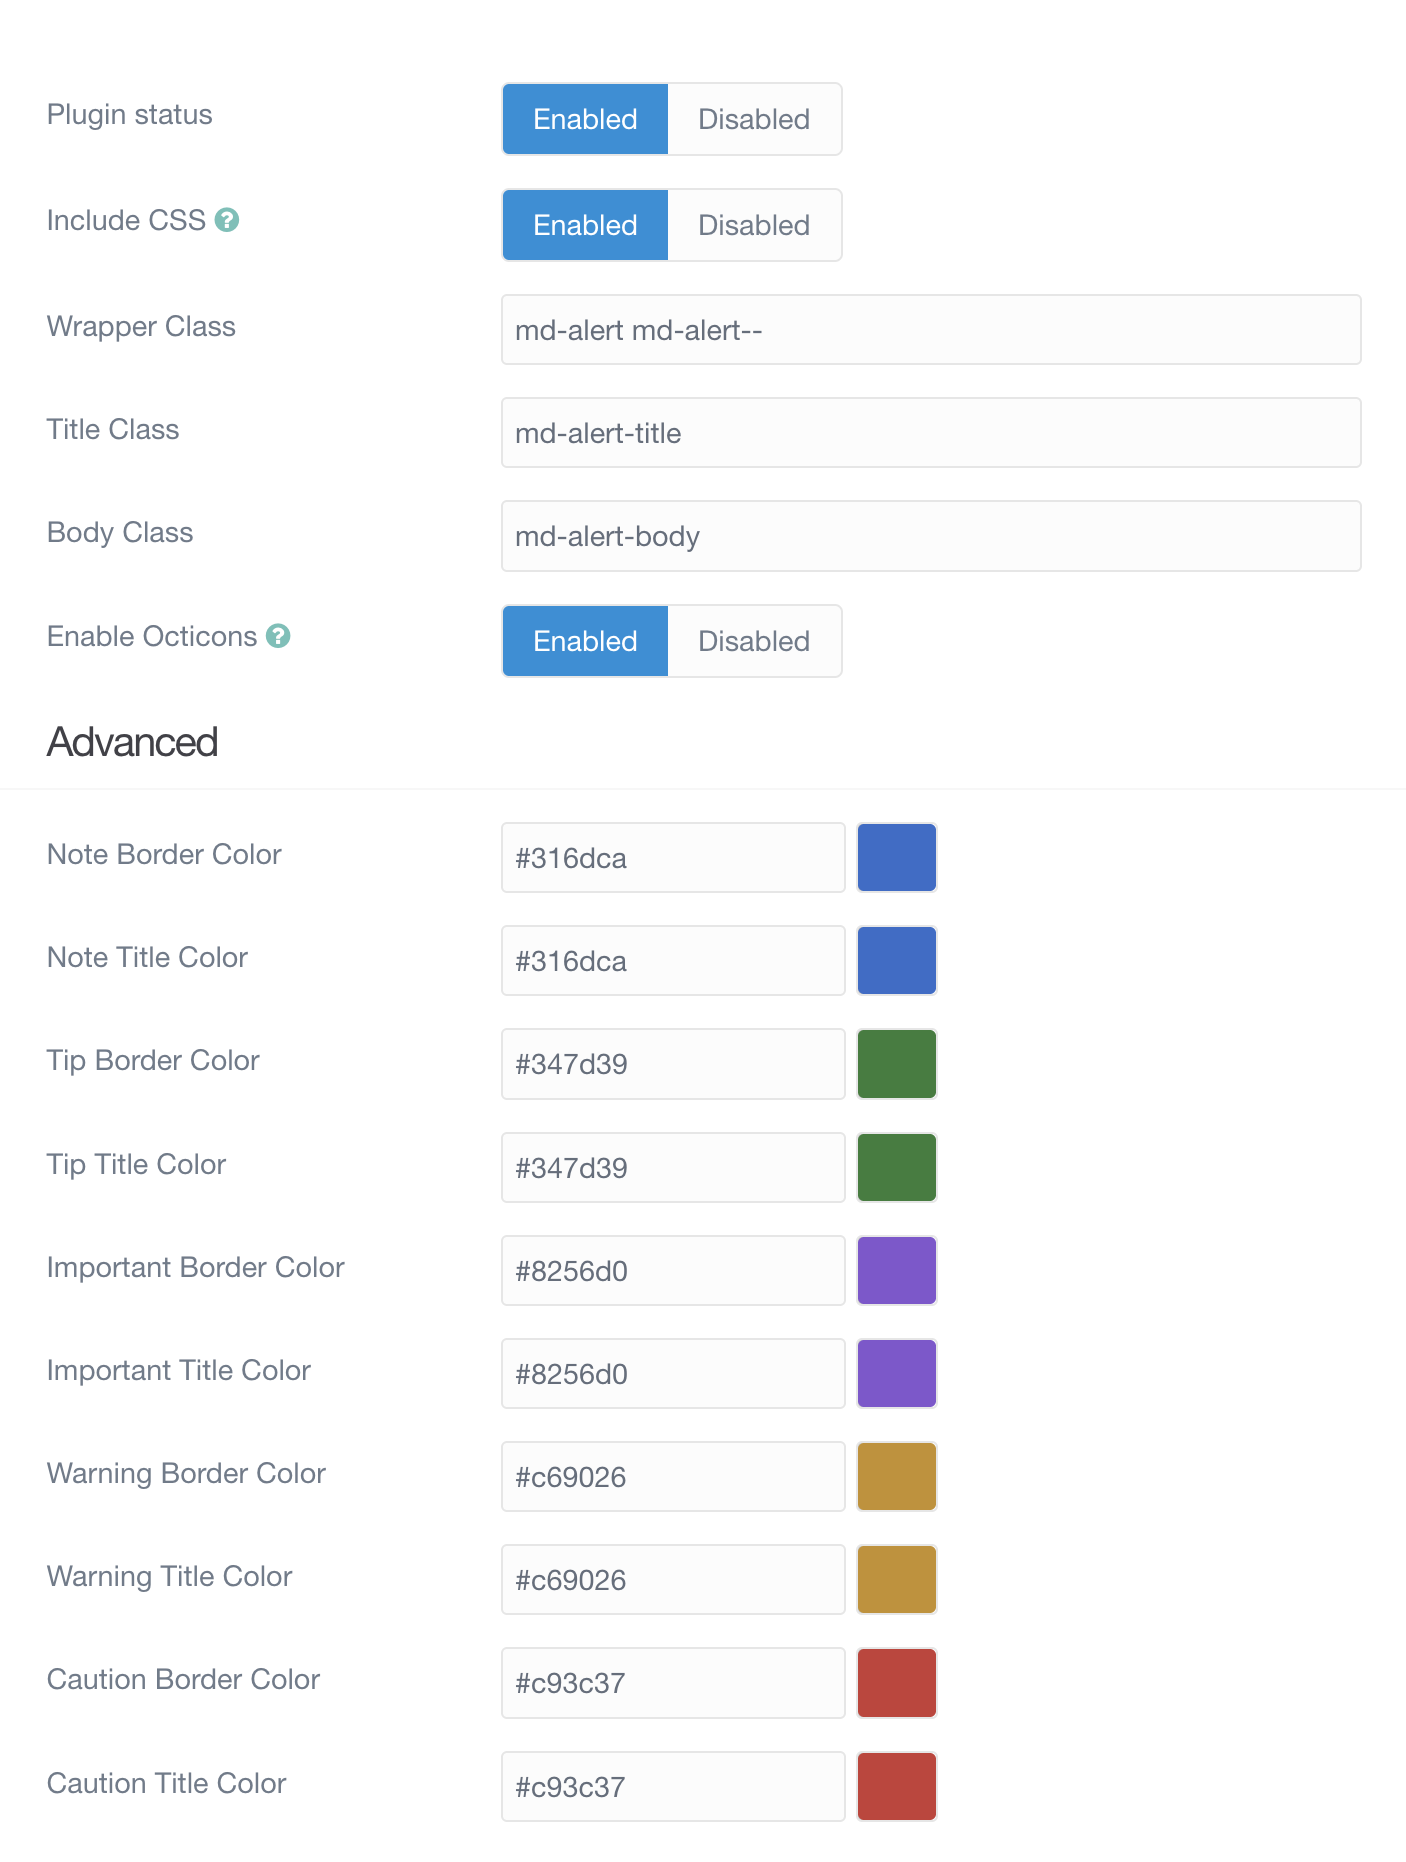 Plugin status Enabled Disabled
Include CSS ? Enabled Disabled
Wrapper Class md-alert md-alert--
Title Class md-alert-title
Body Class md-alert-body
Enable Octicons ? Enabled Disabled
Advanced
Note Border Color #316dca
Note Title Color #316dca
Tip Border Color #347d39
Tip Title Color #347d39
Important Border Color #8256d0
Important Title Color #8256d0
Warning Border Color #c69026
Warning Title Color #c69026
Caution Border Color #c93c37
Caution Title Color #c93c37